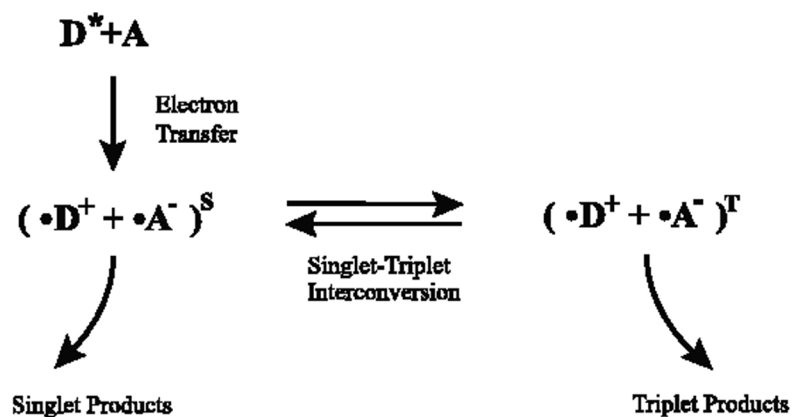 D*+A
Electron
Transfer
( •D⁺ + •A⁻ )ˢ
( •D⁺ + •A⁻ )ᵀ
Singlet-Triplet
Interconversion
Singlet Products
Triplet Products